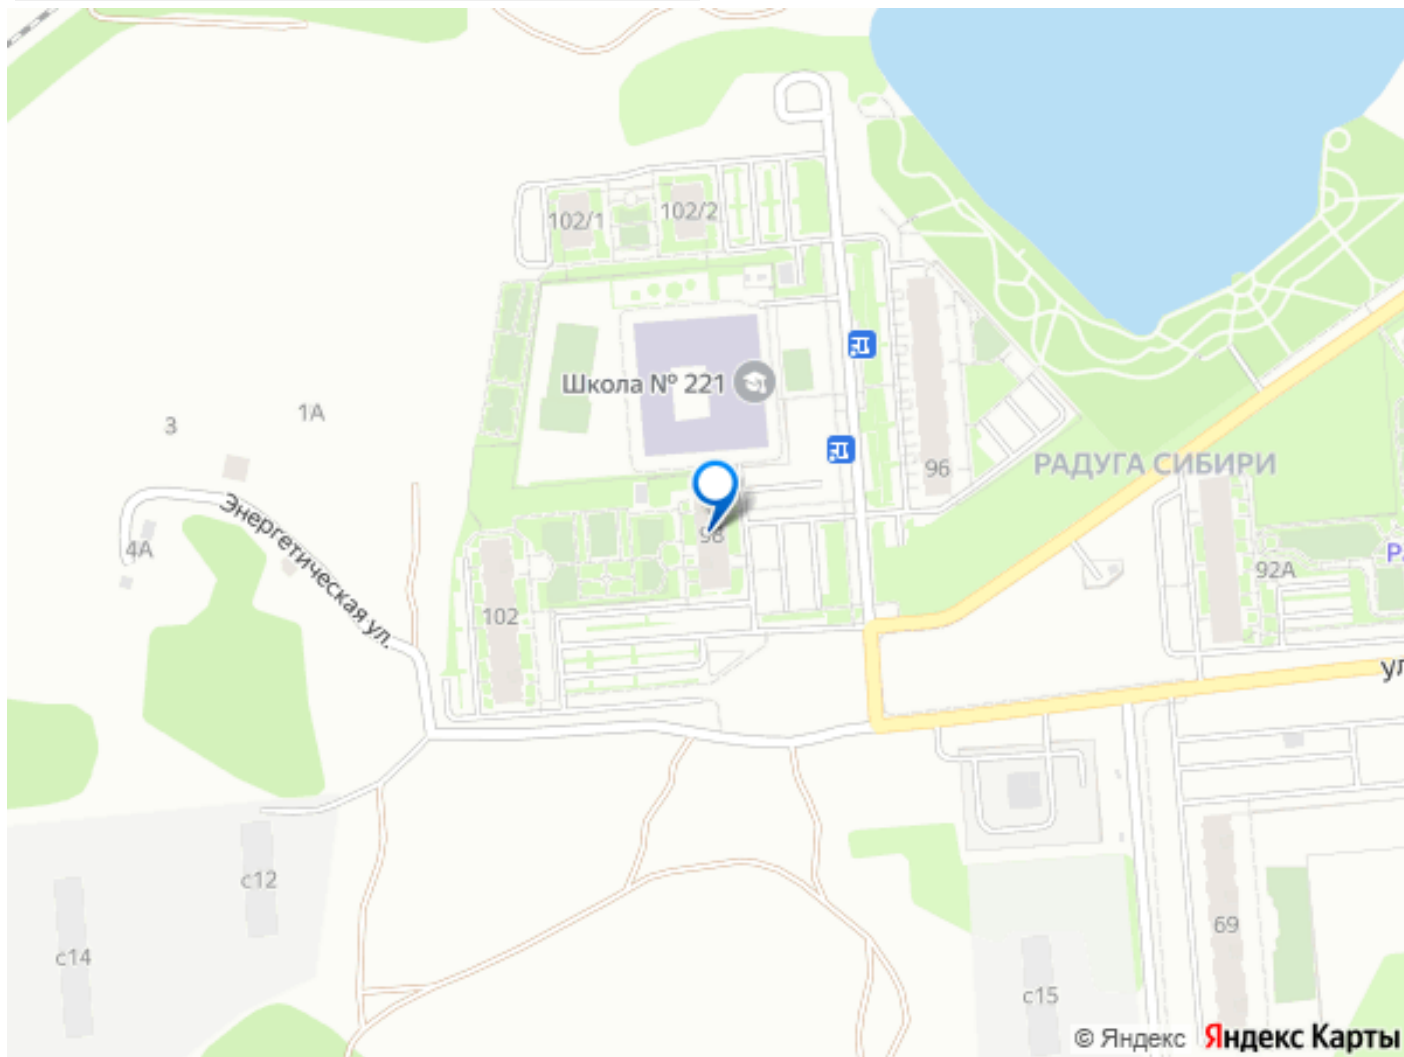 102/1
102/2
Школа № 221
1А
3
96
РАДУГА СИБИРИ
Энергетическая ул.
98
4А
92А
102
ул
с12
69
с14
с15
© Яндекс Яндекс Карты